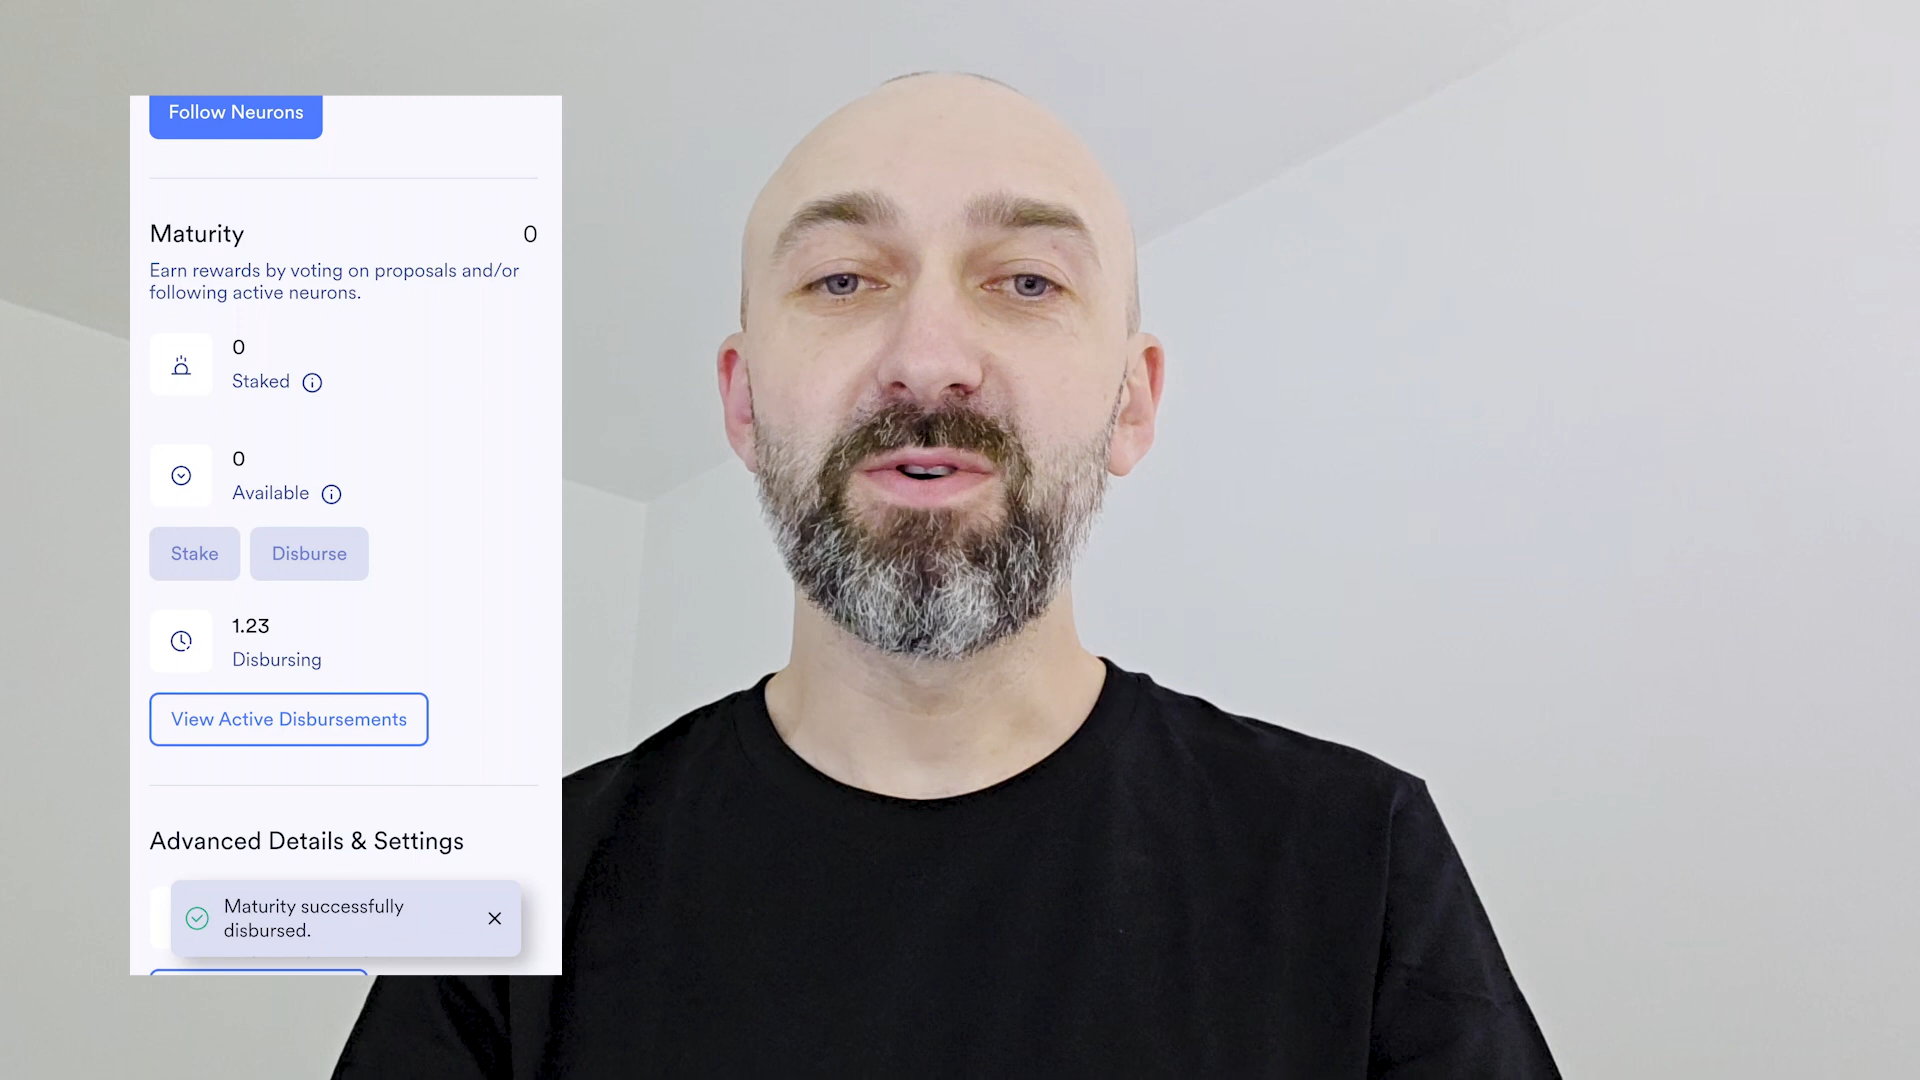 Follow Neurons
Maturity 0
Earn rewards by voting on proposals and/or
following active neurons.
0
Staked
0
Available
Stake Disburse
1.23
Disbursing
View Active Disbursements
Advanced Details & Settings
Maturity successfully
disbursed.